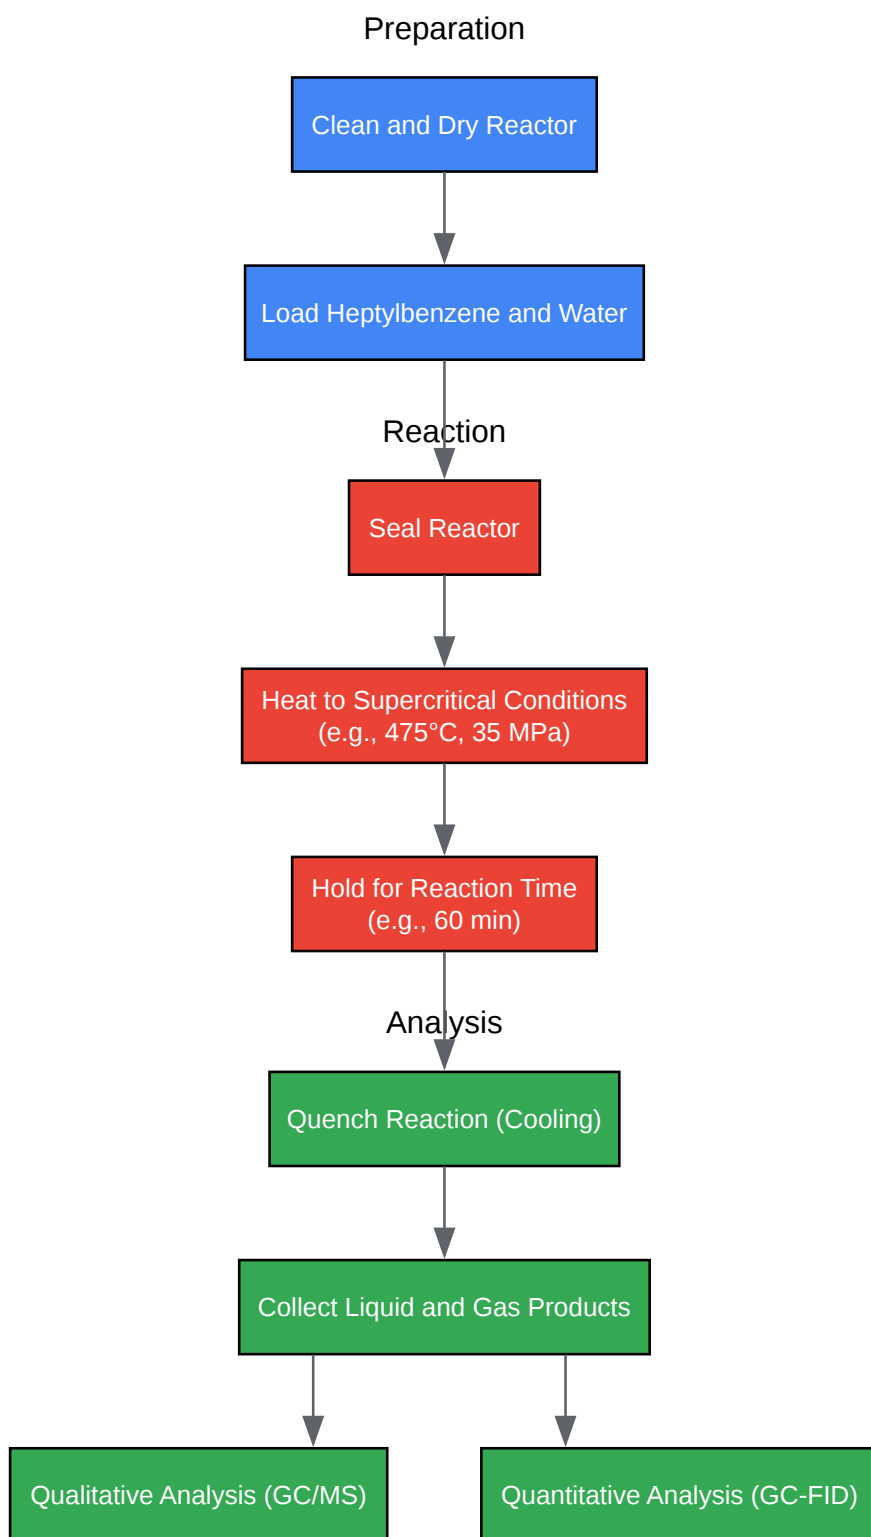 Preparation
Clean and Dry Reactor
Load Heptylbenzene and Water
Reaction
Seal Reactor
Heat to Supercritical Conditions
(e.g., 475°C, 35 MPa)
Hold for Reaction Time
(e.g., 60 min)
Analysis
Quench Reaction (Cooling)
Collect Liquid and Gas Products
Qualitative Analysis (GC/MS)
Quantitative Analysis (GC-FID)